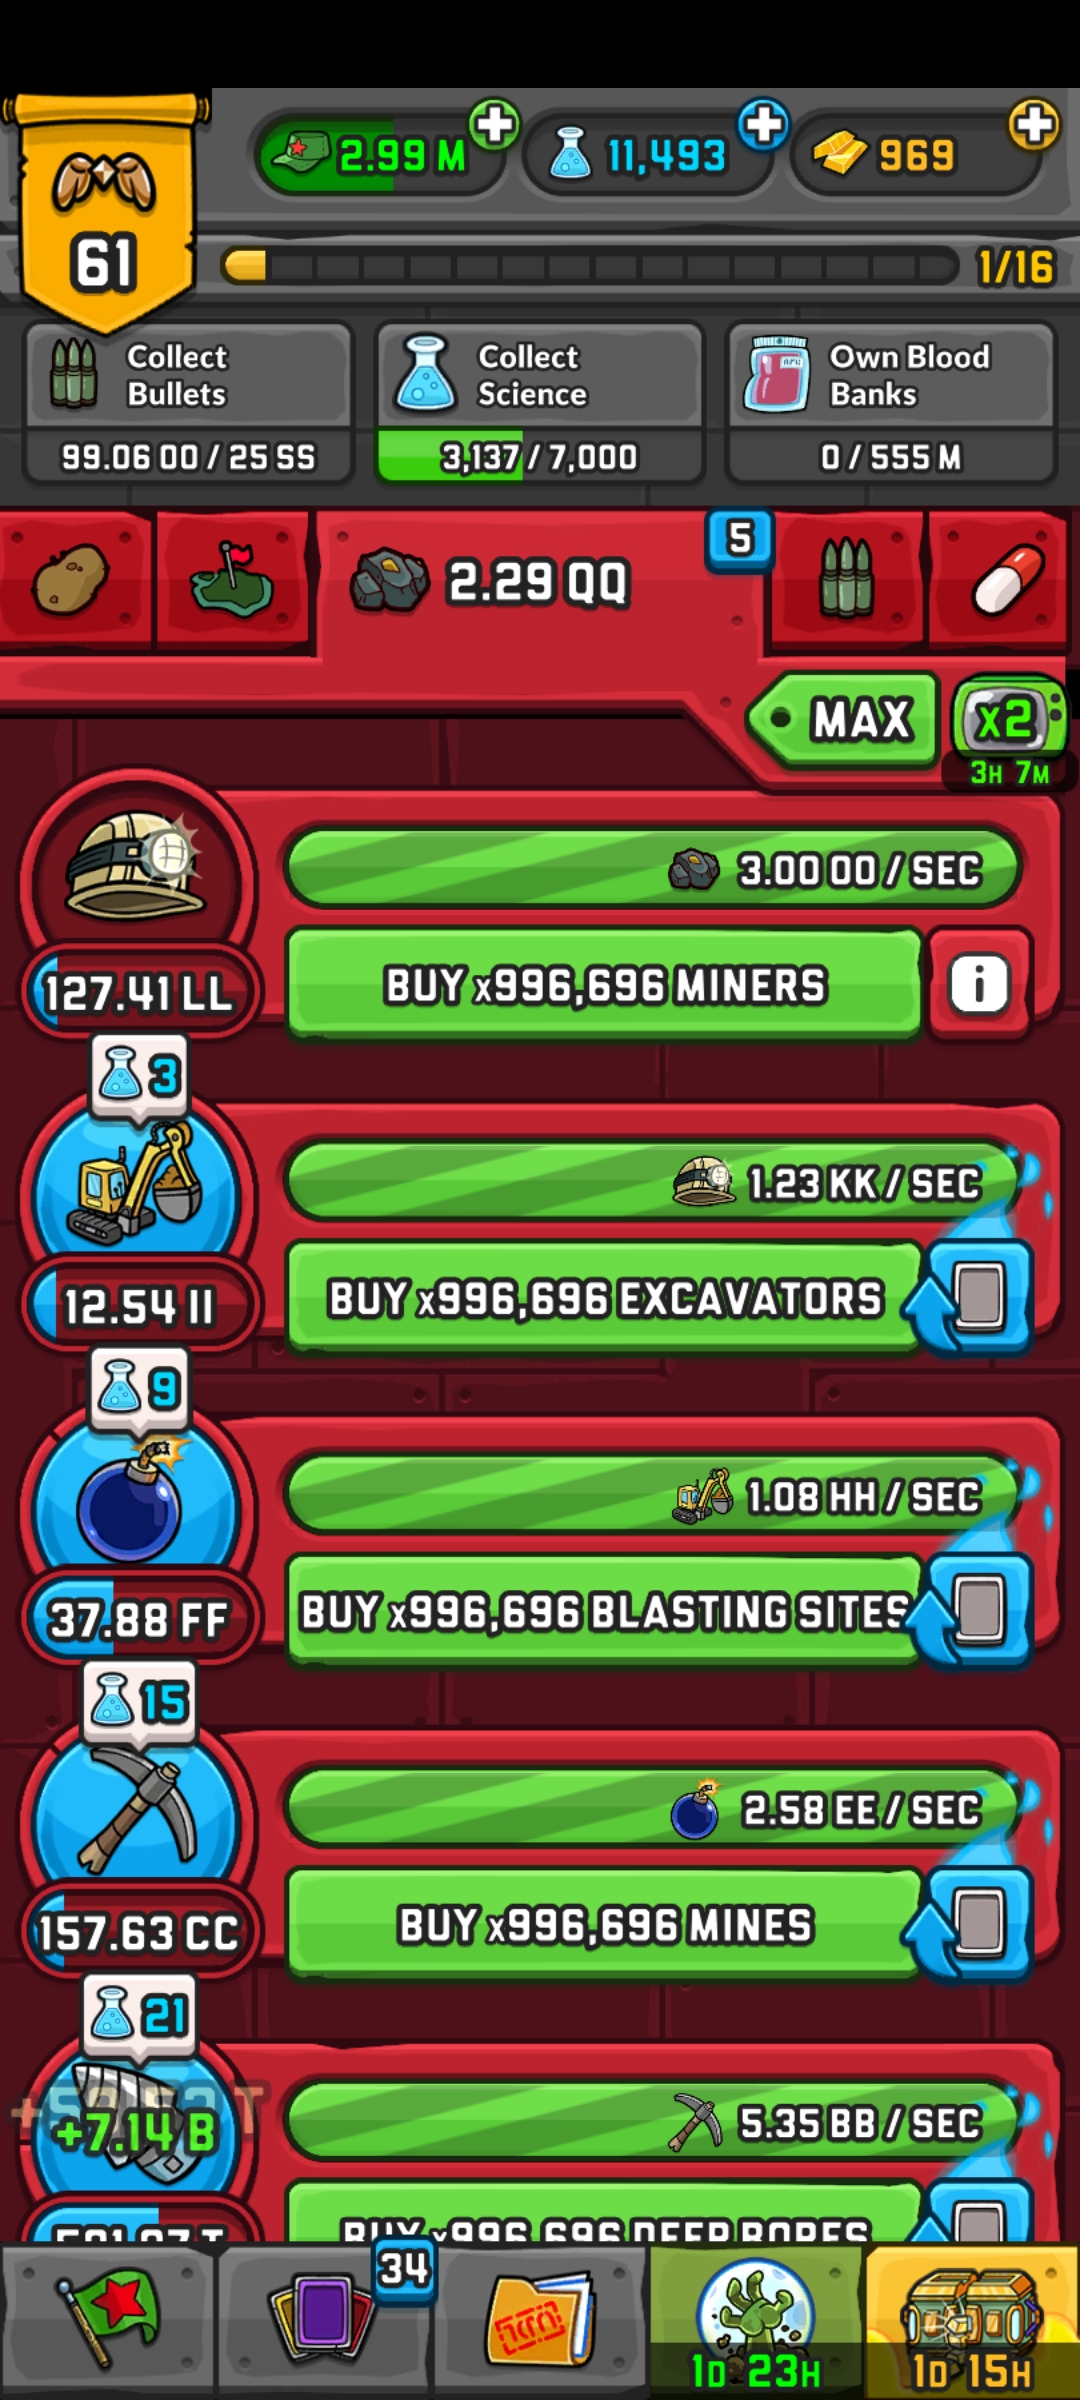 2.99 M
11,493
969
61
1/16
Collect
Bullets
99.06 OO / 25 SS
Collect
Science
3,137 / 7,000
Own Blood
Banks
0 / 555 M
2.29 QQ
5
MAX
x2
3H 7M
3.00 OO / SEC
127.41 LL
BUY x996,696 MINERS
i
3
1.23 KK / SEC
12.54 II
BUY x996,696 EXCAVATORS
9
1.08 HH / SEC
37.88 FF
BUY x996,696 BLASTING SITES
15
2.58 EE / SEC
157.63 CC
BUY x996,696 MINES
21
5.35 BB / SEC
+7.14 B
BUY x996,696 DEEP BORES
34
1D 23H
1D 15H